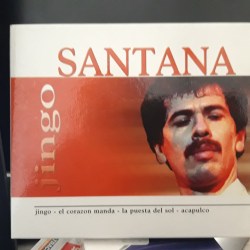 SANTANA
jingo
jingo - el corazon manda - la puesta del sol - acapulco